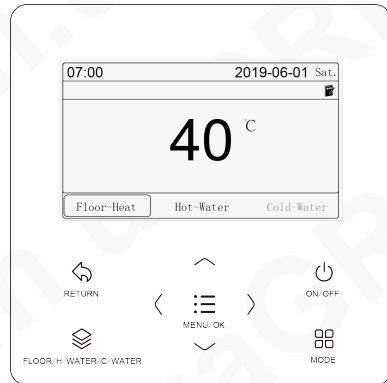 07:00 2019-06-01 Sat.
40 °C
Floor-Heat Hot-Water Cold-Water
RETURN ON/OFF
MENU/OK
FLOOR/H-WATER/C-WATER MODE